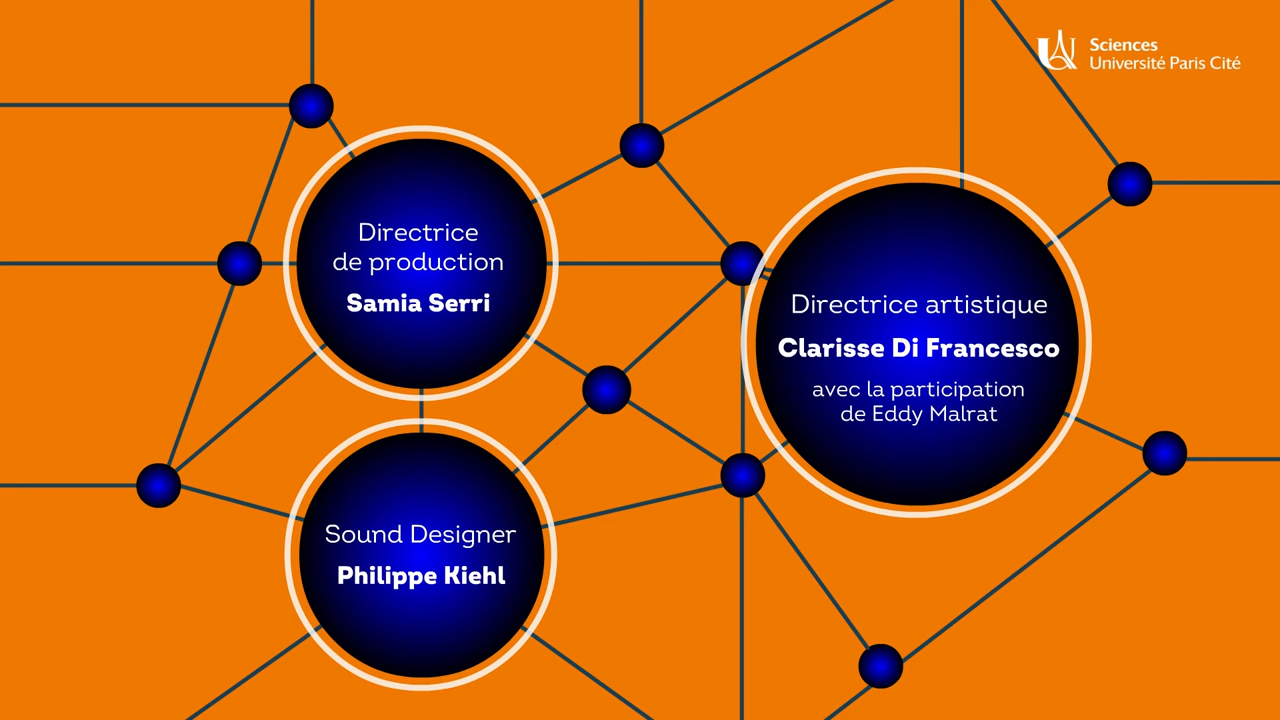 Sciences
Université Paris Cité
Directrice
de production
Samia Serri
Directrice artistique
Clarisse Di Francesco
avec la participation
de Eddy Malrat
Sound Designer
Philippe Kiehl